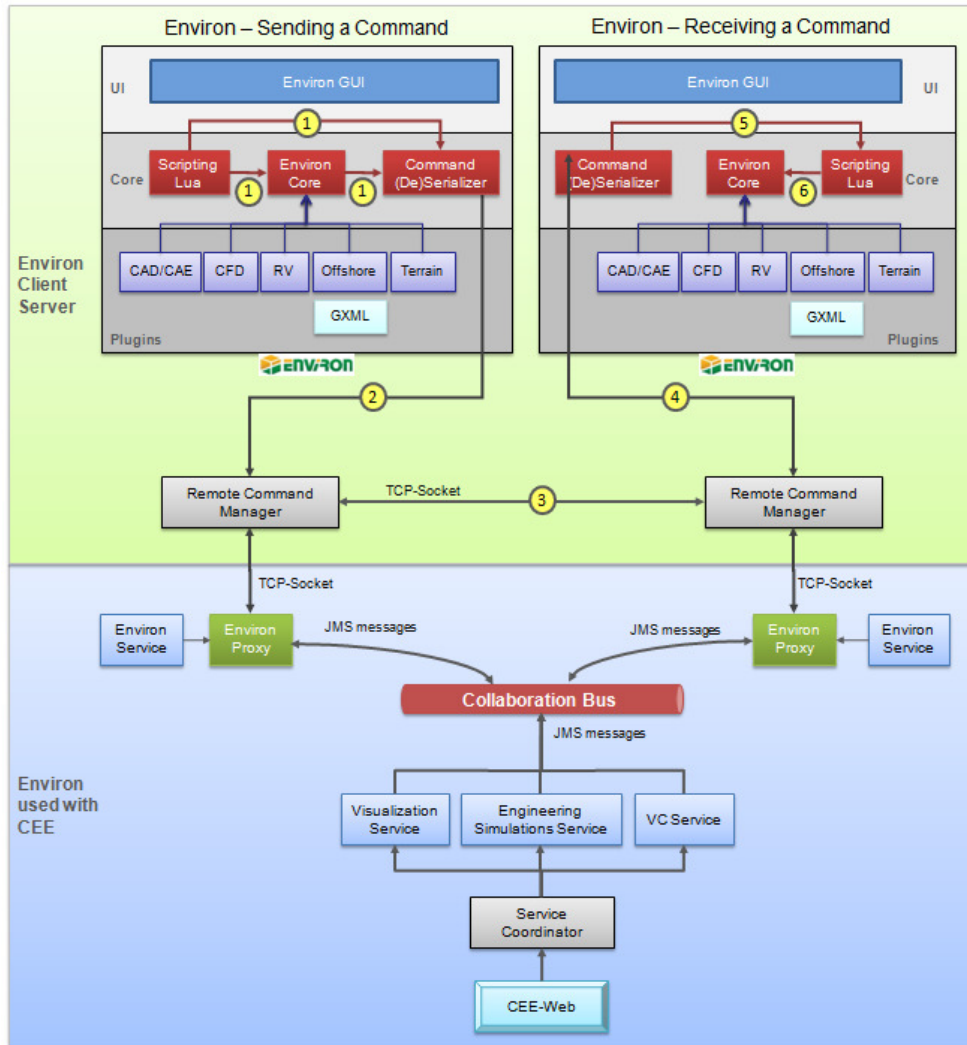 Environ – Sending a Command
Environ – Receiving a Command
UI
Environ GUI
1
Core
Scripting
Lua
1
Environ
Core
1
Command
(De)Serializer
CAD/CAE
CFD
RV
Offshore
Terrain
GXML
Plugins
ENVIRON
Environ GUI
UI
5
Command
(De)Serializer
Environ
Core
6
Scripting
Lua
Core
CAD/CAE
CFD
RV
Offshore
Terrain
GXML
Plugins
ENVIRON
Environ
Client
Server
2
4
Remote Command
Manager
TCP-Socket
3
Remote Command
Manager
TCP-Socket
TCP-Socket
Environ
Service
Environ
Proxy
JMS messages
JMS messages
Environ
Proxy
Environ
Service
Collaboration Bus
JMS messages
Environ
used with
CEE
Visualization
Service
Engineering
Simulations Service
VC Service
Service
Coordinator
CEE-Web